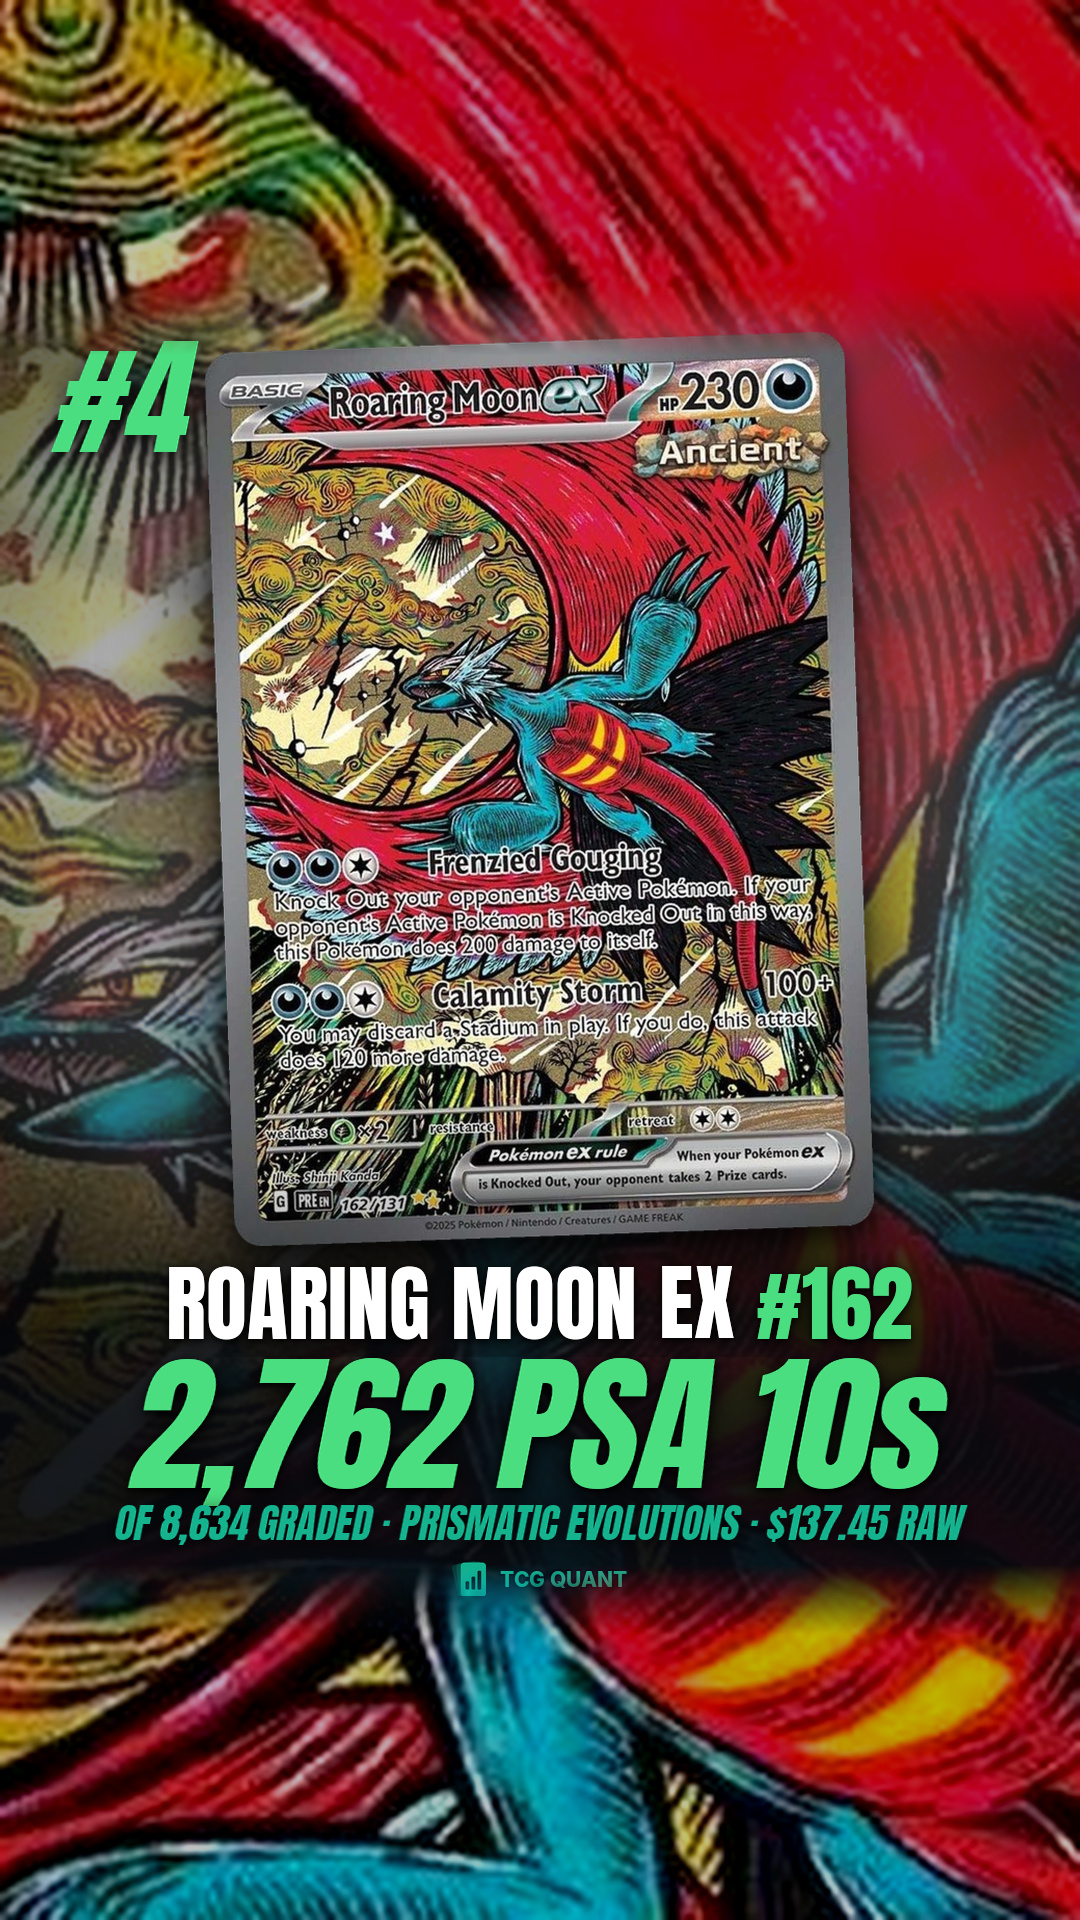 #4
BASIC Roaring Moon ex HP 230
Ancient
Frenzied Gouging
Knock Out your opponent's Active Pokémon. If your
opponent's Active Pokémon is Knocked Out in this way,
this Pokémon does 200 damage to itself.
Calamity Storm 100+
You may discard a Stadium in play. If you do, this attack
does 120 more damage.
weakness ×2 resistance retreat
Pokémon ex rule When your Pokémon ex
is Knocked Out, your opponent takes 2 Prize cards.
Illus. Shinji Kanda
G PRE EN 162/131
©2025 Pokémon / Nintendo / Creatures / GAME FREAK
ROARING MOON EX #162
2,762 PSA 10s
OF 8,634 GRADED · PRISMATIC EVOLUTIONS · $137.45 RAW
TCG QUANT